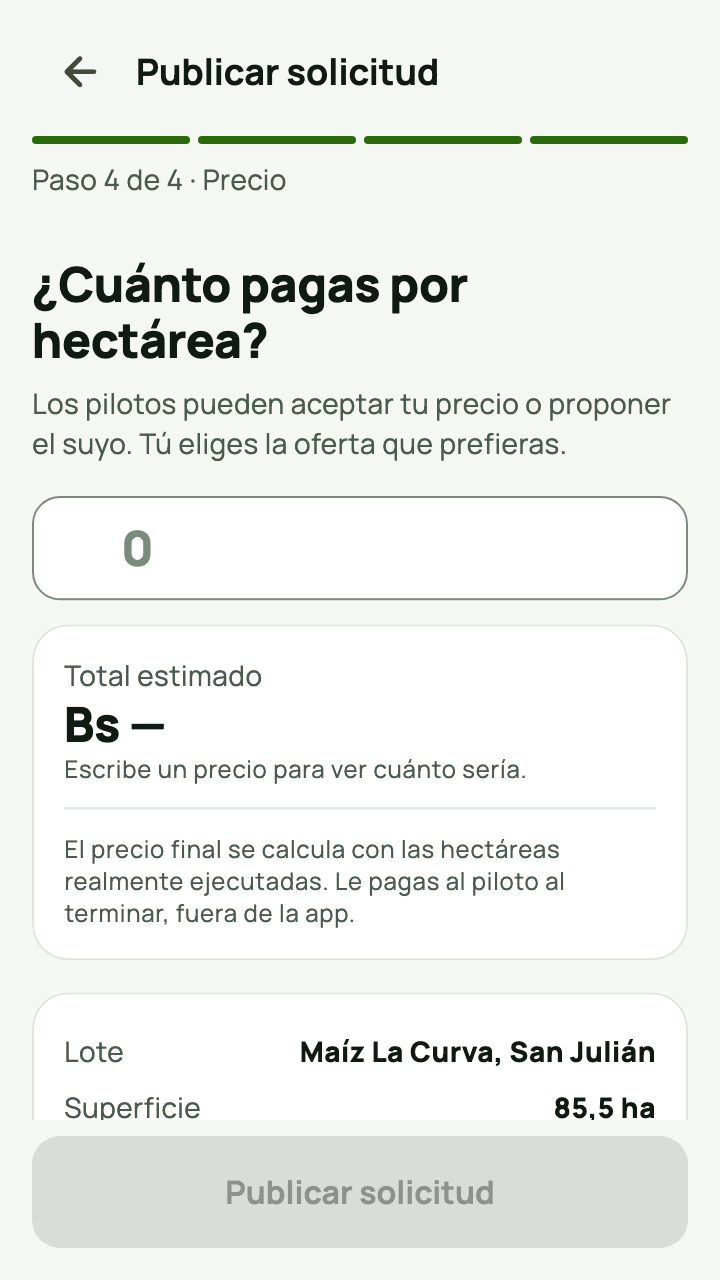 Publicar solicitud
Paso 4 de 4 · Precio
¿Cuánto pagas por
hectárea?
Los pilotos pueden aceptar tu precio o proponer
el suyo. Tú eliges la oferta que prefieras.
0
Total estimado
Bs —
Escribe un precio para ver cuánto sería.
El precio final se calcula con las hectáreas
realmente ejecutadas. Le pagas al piloto al
terminar, fuera de la app.
Lote Maíz La Curva, San Julián
Superficie 85,5 ha
Publicar solicitud